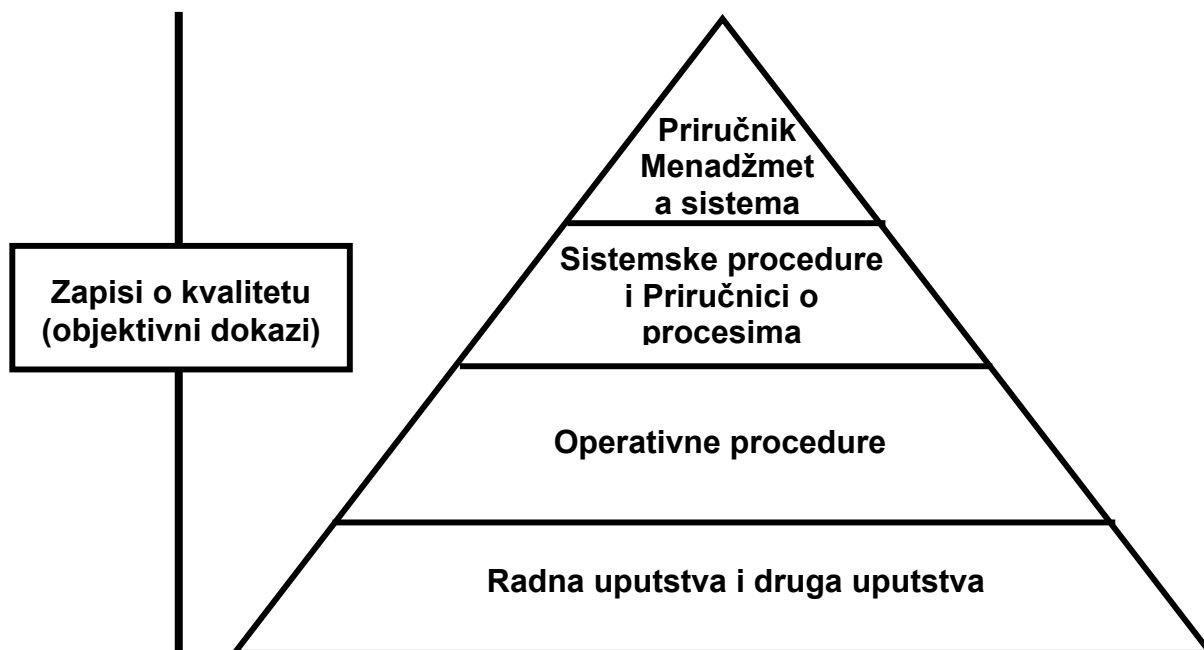 Priručnik
Menadžmet
a sistema
Sistemske procedure
i Priručnici o
procesima
Zapisi o kvalitetu
(objektivni dokazi)
Operativne procedure
Radna uputstva i druga uputstva